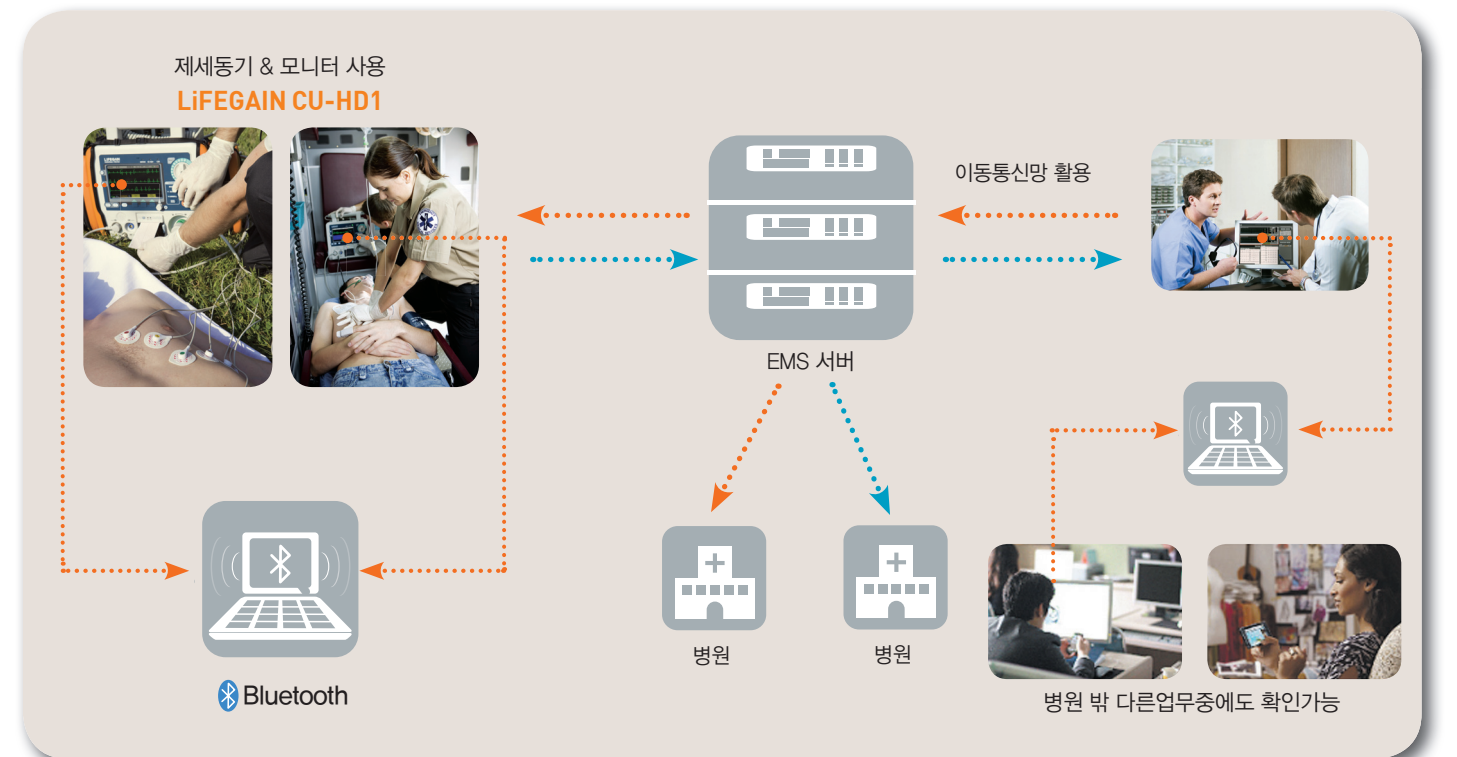 제세동기 & 모니터 사용
LiFEGAIN CU-HD1
이동통신망 활용
EMS 서버
병원
병원
Bluetooth
병원 밖 다른업무중에도 확인가능